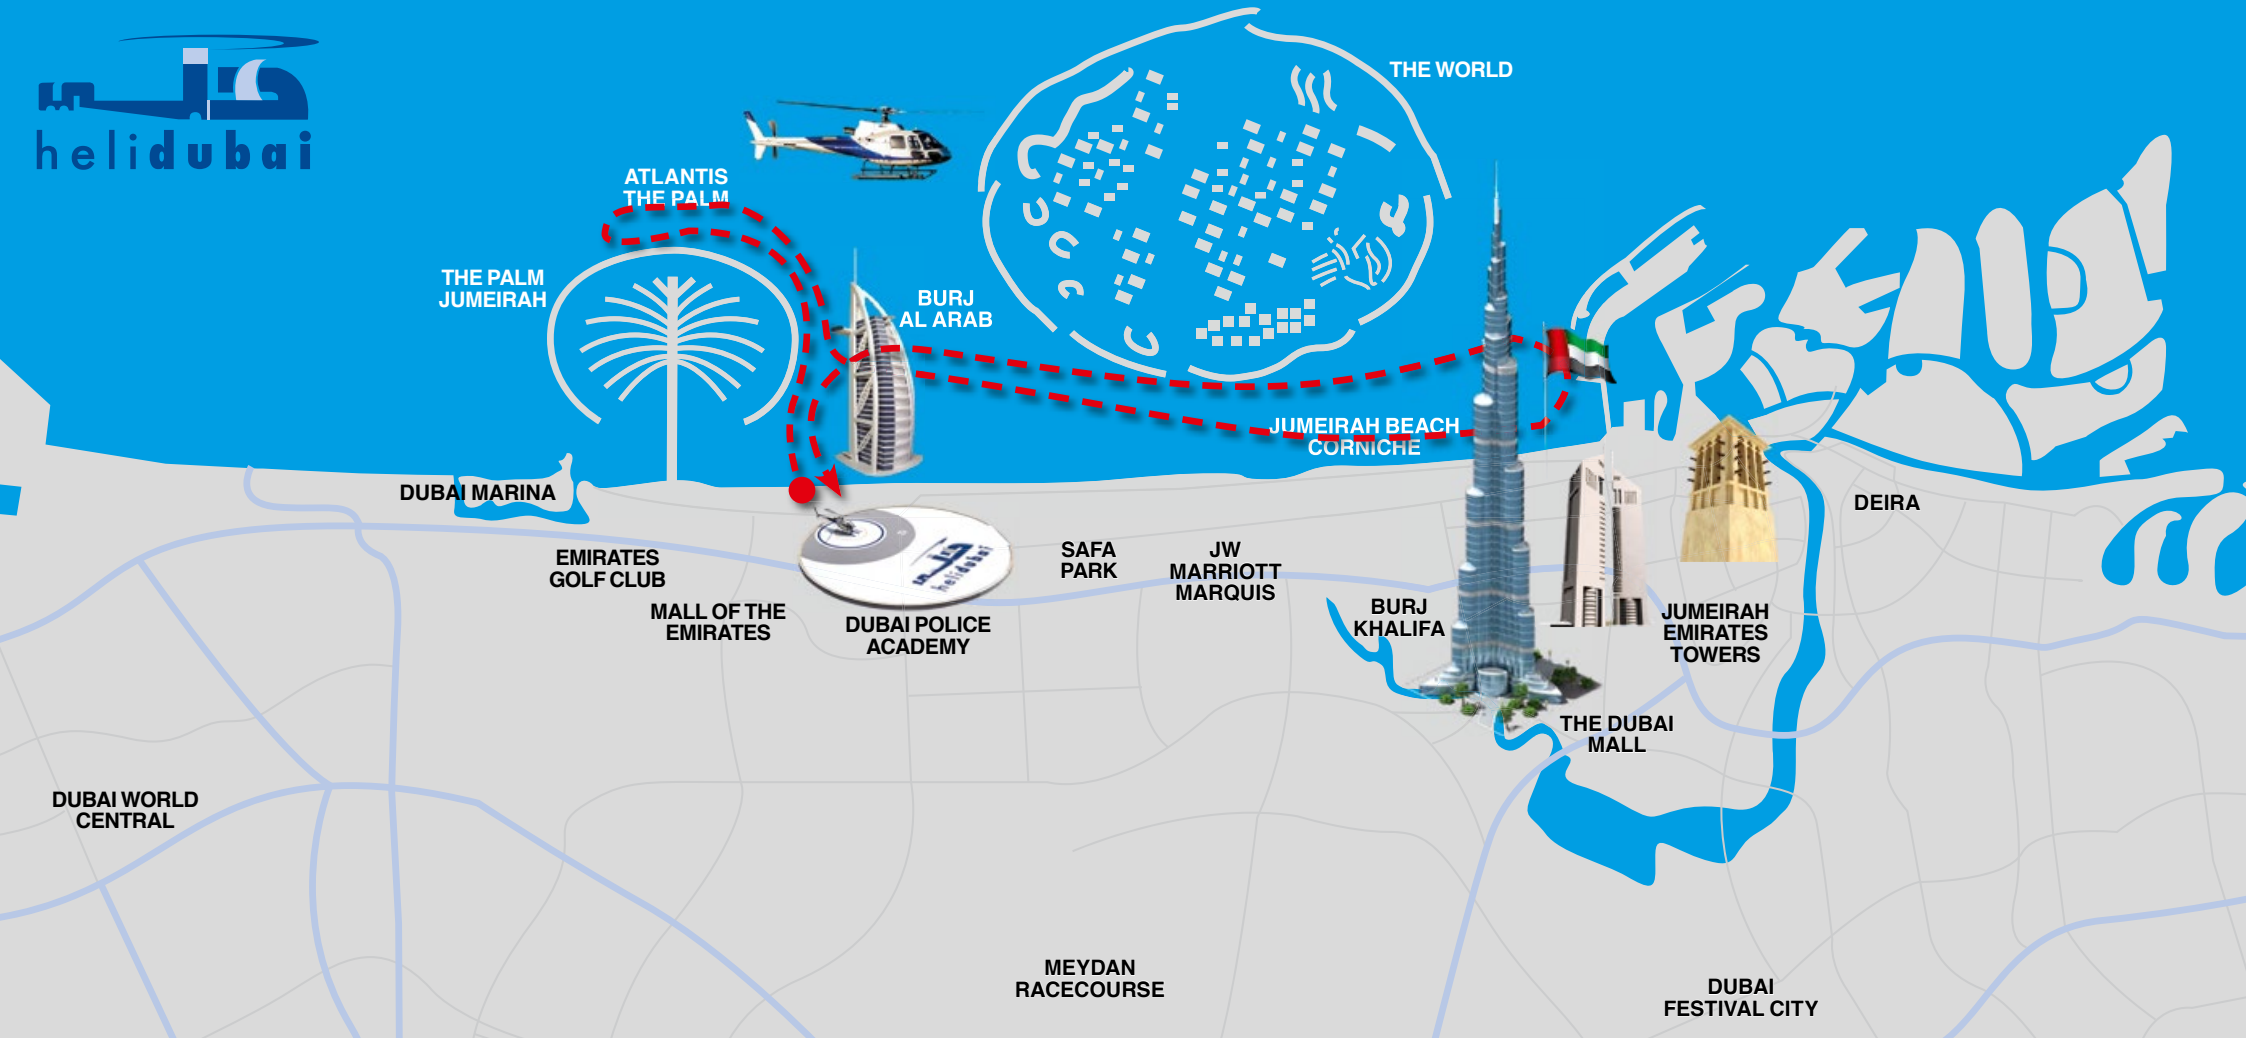 helidubai
THE WORLD
ATLANTIS
THE PALM
THE PALM
JUMEIRAH
BURJ
AL ARAB
JUMEIRAH BEACH
CORNICHE
DUBAI MARINA
DEIRA
EMIRATES
GOLF CLUB
SAFA
PARK
JW
MARRIOTT
MARQUIS
helidubai
MALL OF THE
EMIRATES
DUBAI POLICE
ACADEMY
BURJ
KHALIFA
JUMEIRAH
EMIRATES
TOWERS
THE DUBAI
MALL
DUBAI WORLD
CENTRAL
MEYDAN
RACECOURSE
DUBAI
FESTIVAL CITY